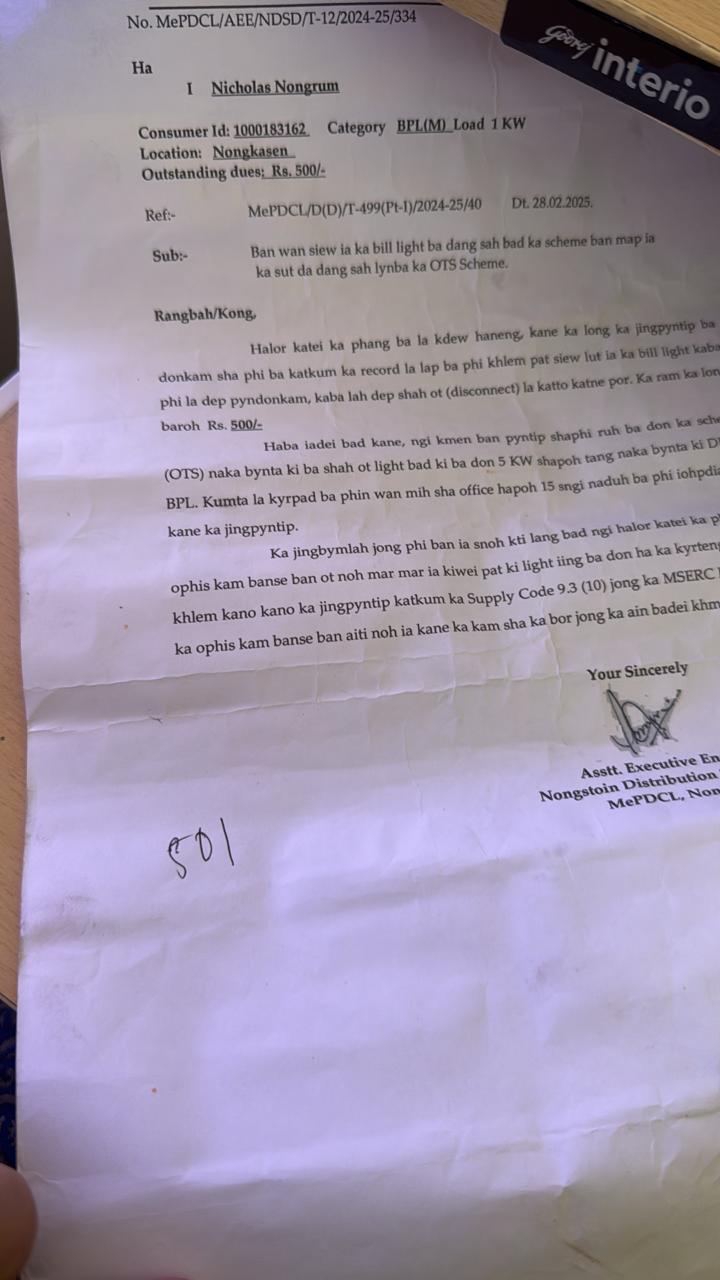 No. MePDCL/AEE/NDSD/T-12/2024-25/334
Godrej interio
Ha
I Nicholas Nongrum
Consumer Id: 1000183162 Category BPL(M) Load 1 KW
Location: Nongkasen
Outstanding dues: Rs. 500/-
Ref:- MePDCL/D(D)/T-499(Pt-I)/2024-25/40 Dt. 28.02.2025.
Sub:- Ban wan siew ia ka bill light ba dang sah bad ka scheme ban map ia
ka sut da dang sah lynba ka OTS Scheme.
Rangbah/Kong,
Halor katei ka phang ba la kdew haneng, kane ka long ka jingpyntip ba
donkam sha phi ba katkum ka record la lap ba phi khlem pat siew lut ia ka bill light kaba
phi la dep pyndonkam, kaba lah dep shah ot (disconnect) la katto katne por. Ka ram ka
baroh Rs. 500/-
Haba iadei bad kane, ngi kmen ban pyntip shaphi ruh ba don ka
(OTS) naka bynta ki ba shah ot light bad ki ba don 5 KW shapoh tang naka bynta ki
BPL. Kumta la kyrpad ba phin wan mih sha office hapoh 15 sngi naduh ba phi
kane ka jingpyntip.
Ka jingbymlah jong phi ban ia snoh kti lang bad ngi halor katei ka
ophis kam banse ban ot noh mar mar ia kiwei pat ki light iing ba don ha ka
khlem kano kano ka jingpyntip katkum ka Supply Code 9.3 (10) jong ka MSERC
ka ophis kam banse ban aiti noh ia kane ka kam sha ka bor jong ka ain badei
Your Sincerely
Asstt. Executive
Nongstoin Distribution
MePDCL,
501